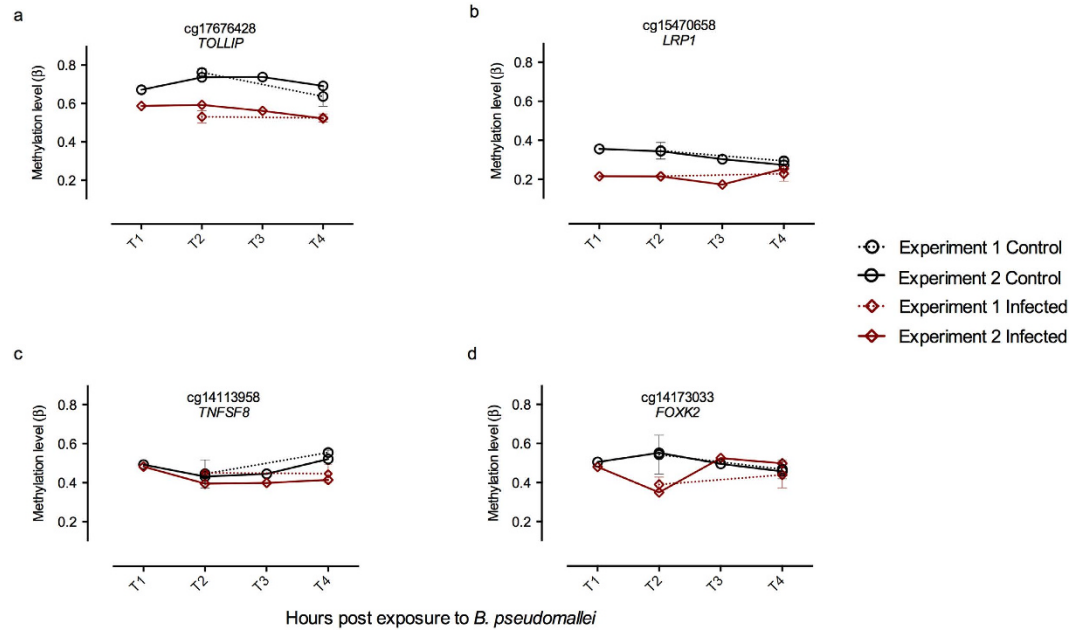 a
cg17676428
TOLLIP
Methylation level (β)
0.8
0.6
0.4
0.2
T1 T2 T3 T4
b
cg15470658
LRP1
Methylation level (β)
0.8
0.6
0.4
0.2
T1 T2 T3 T4
Experiment 1 Control
Experiment 2 Control
Experiment 1 Infected
Experiment 2 Infected
c
cg14113958
TNFSF8
Methylation level (β)
0.8
0.6
0.4
0.2
T1 T2 T3 T4
d
cg14173033
FOXK2
Methylation level (β)
0.8
0.6
0.4
0.2
T1 T2 T3 T4
Hours post exposure to B. pseudomallei